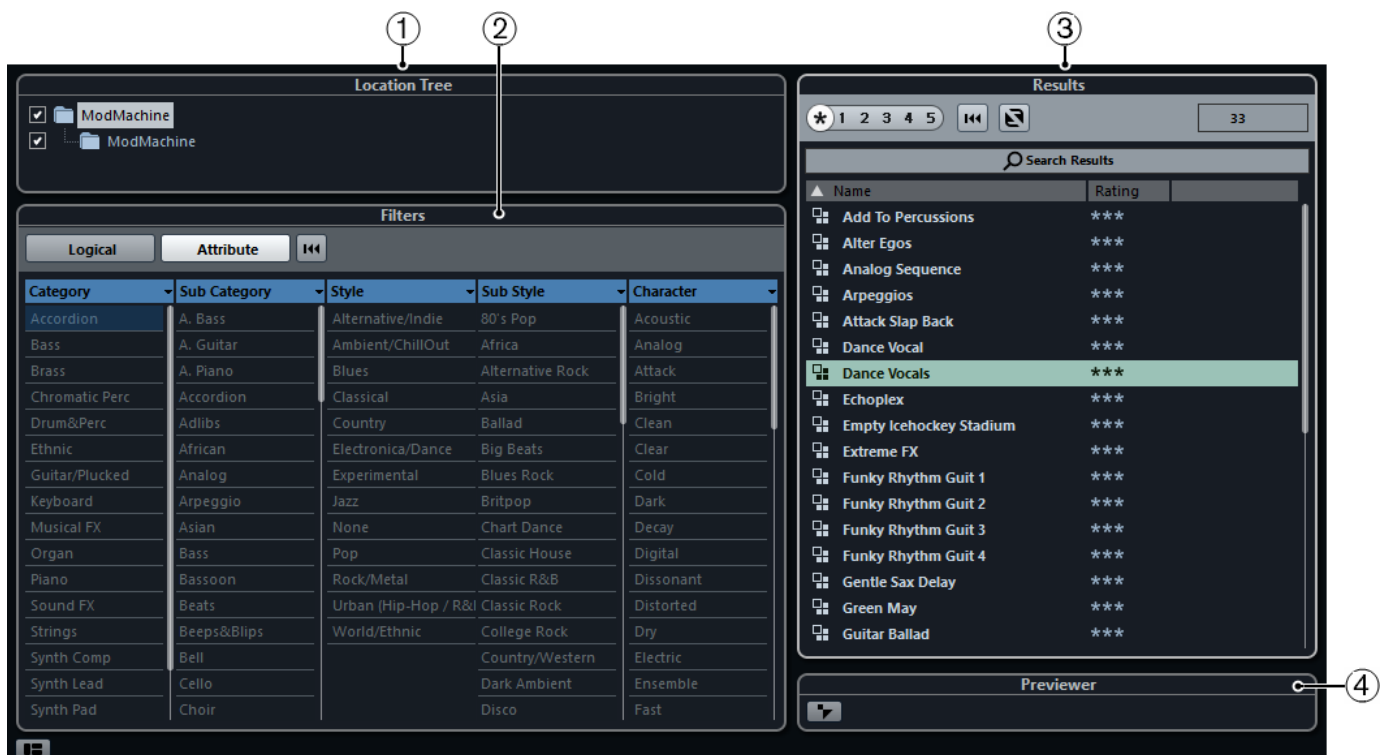 1
2
3
Location Tree
ModMachine
ModMachine
Filters
Logical Attribute
Category Sub Category Style Sub Style Character
Accordion A. Bass Alternative/Indie 80's Pop Acoustic
Bass A. Guitar Ambient/ChillOut Africa Analog
Brass A. Piano Blues Alternative Rock Attack
Chromatic Perc Accordion Classical Asia Bright
Drum&Perc Adlibs Country Ballad Clean
Ethnic African Electronica/Dance Big Beats Clear
Guitar/Plucked Analog Experimental Blues Rock Cold
Keyboard Arpeggio Jazz Britpop Dark
Musical FX Asian None Chart Dance Decay
Organ Bass Pop Classic House Digital
Piano Bassoon Rock/Metal Classic R&B Dissonant
Sound FX Beats Urban (Hip-Hop / R&I Classic Rock Distorted
Strings Beeps&Blips World/Ethnic College Rock Dry
Synth Comp Bell Country/Western Electric
Synth Lead Cello Dark Ambient Ensemble
Synth Pad Choir Disco Fast
Results
* 1 2 3 4 5 33
Search Results
Name Rating
Add To Percussions ***
Alter Egos ***
Analog Sequence ***
Arpeggios ***
Attack Slap Back ***
Dance Vocal ***
Dance Vocals ***
Echoplex ***
Empty Icehockey Stadium ***
Extreme FX ***
Funky Rhythm Guit 1 ***
Funky Rhythm Guit 2 ***
Funky Rhythm Guit 3 ***
Funky Rhythm Guit 4 ***
Gentle Sax Delay ***
Green May ***
Guitar Ballad ***
Previewer
4